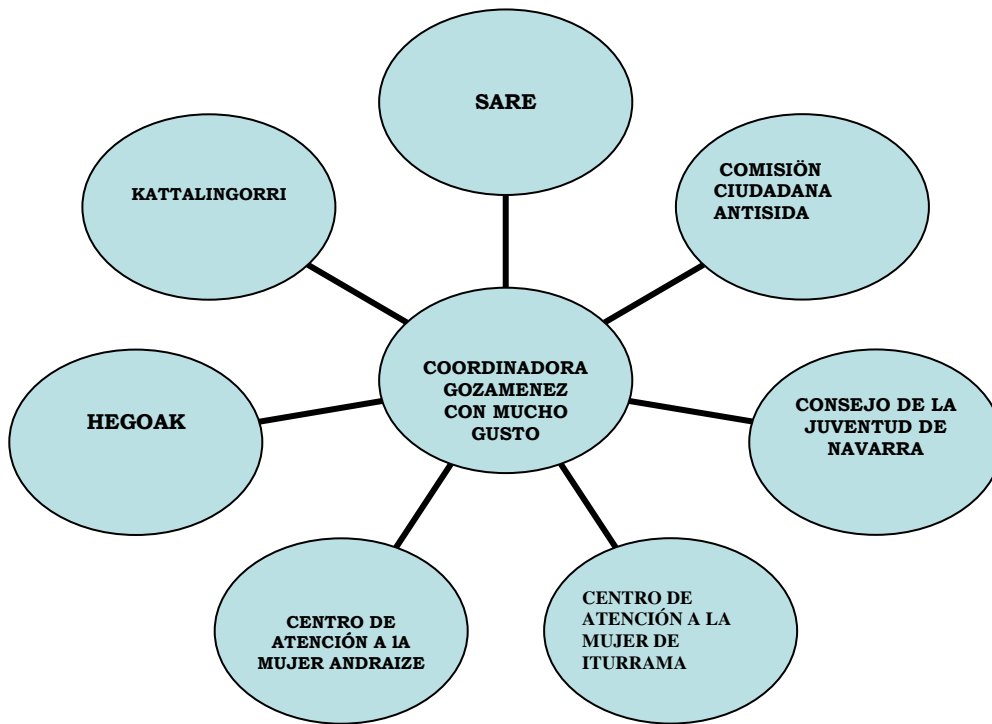 SARE
KATTALINGORRI
COMISIÖN
CIUDADANA
ANTISIDA
COORDINADORA
GOZAMENEZ
CON MUCHO
GUSTO
HEGOAK
CONSEJO DE LA
JUVENTUD DE
NAVARRA
CENTRO DE
ATENCIÓN A lA
MUJER ANDRAIZE
CENTRO DE
ATENCIÓN A LA
MUJER DE
ITURRAMA